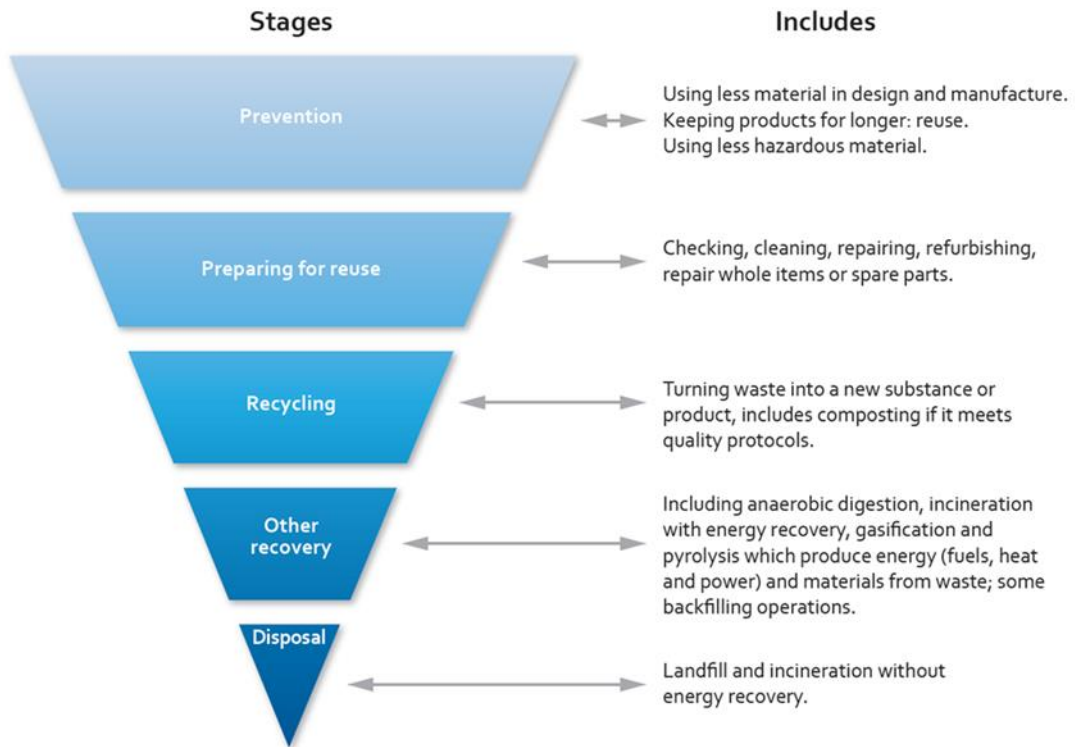 Stages
Includes
Prevention
Using less material in design and manufacture.
Keeping products for longer: reuse.
Using less hazardous material.
Preparing for reuse
Checking, cleaning, repairing, refurbishing,
repair whole items or spare parts.
Recycling
Turning waste into a new substance or
product, includes composting if it meets
quality protocols.
Other
recovery
Including anaerobic digestion, incineration
with energy recovery, gasification and
pyrolysis which produce energy (fuels, heat
and power) and materials from waste; some
backfilling operations.
Disposal
Landfill and incineration without
energy recovery.